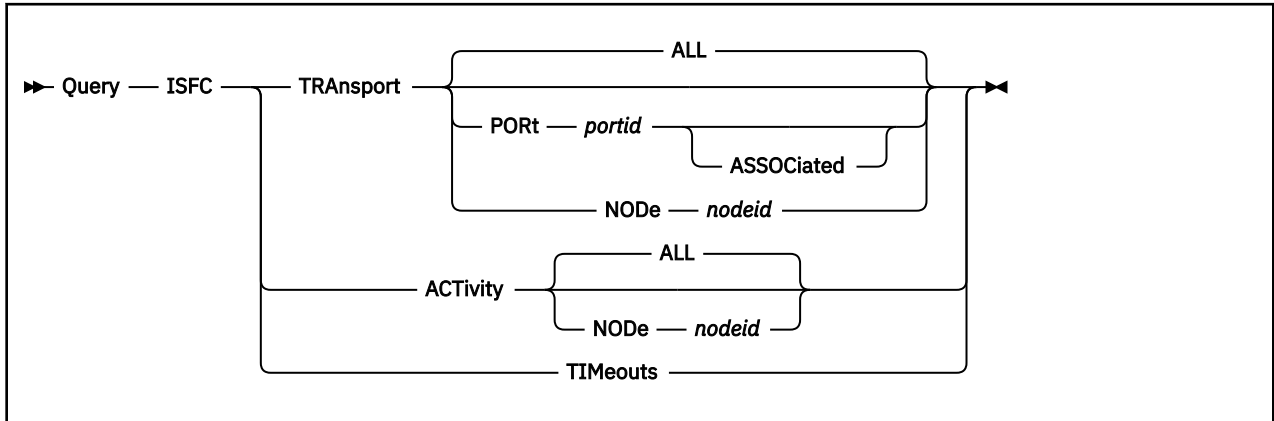 ALL
Query ISFC TRAnsport
PORt portid
ASSOCiated
NODe nodeid
ALL
ACTivity
NODe nodeid
TIMeouts